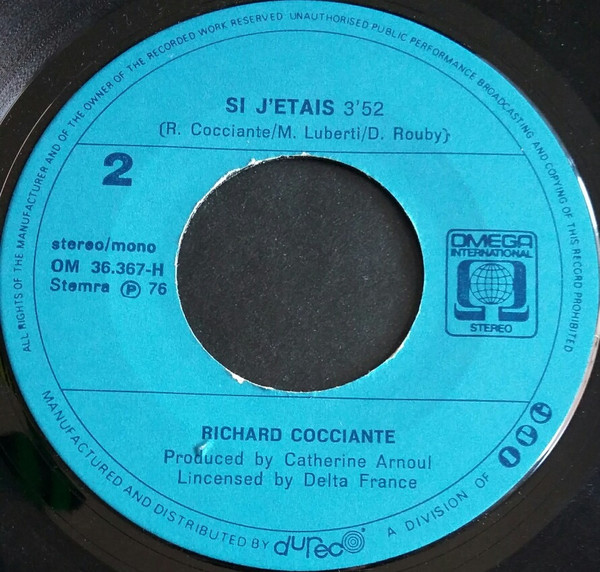 ALL RIGHTS OF THE MANUFACTURER AND OF THE OWNER OF THE RECORDED WORK RESERVED UNAUTHORISED PUBLIC PERFORMANCE BROADCASTING AND COPYING OF THIS RECORD PROHIBITED
SI J'ETAIS 3'52
(R. Cocciante/M. Luberti/D. Rouby)
2
stereo/mono
OM 36.367-H
Stemra Ⓟ 76
OMEGA
INTERNATIONAL
STEREO
RICHARD COCCIANTE
Produced by Catherine Arnoul
Lincensed by Delta France
MANUFACTURED AND DISTRIBUTED BY dureco A DIVISION OF